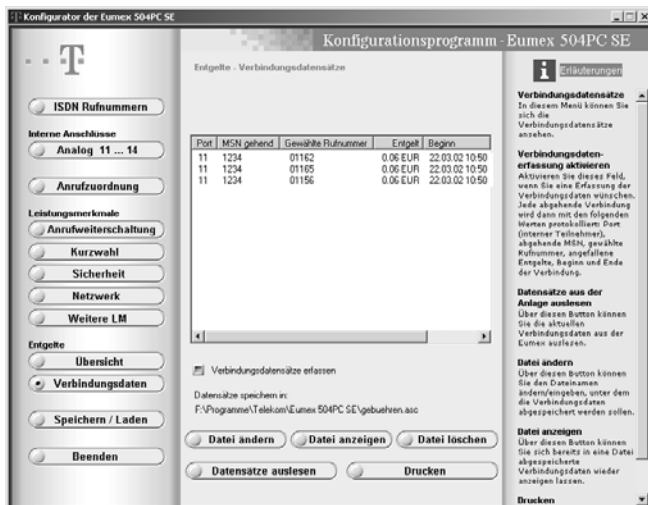 Konfigurator der Eumex 504PC SE
Konfigurationsprogramm - Eumex 504PC SE
T
ISDN Rufnummern
Interne Anschlüsse
Analog 11 ... 14
Anrufzuordnung
Leistungsmerkmale
Anrufweiterschaltung
Kurzwahl
Sicherheit
Netzwerk
Weitere LM
Entgelte
Übersicht
Verbindungsdaten
Speichern / Laden
Beenden
Entgelte - Verbindungsdatensätze
Port MSN gehend Gewählte Rufnummer Entgelt Beginn
11 1234 01162 0.06 EUR 22.03.02 10:50
11 1234 01165 0.06 EUR 22.03.02 10:50
11 1234 01156 0.06 EUR 22.03.02 10:50
Verbindungsdatensätze erfassen
Datensätze speichern in:
F:\Programme\Telekom\Eumex 504PC SE\gebuehren.asc
Datei ändern Datei anzeigen Datei löschen
Datensätze auslesen Drucken
i Erläuterungen
Verbindungsdatensätze
In diesem Menü können Sie
sich die
Verbindungsdatensätze
ansehen.
Verbindungsdaten-
erfassung aktivieren
Aktivieren Sie dieses Feld,
wenn Sie eine Erfassung der
Verbindungsdaten wünschen.
Jede abgehende Verbindung
wird dann mit den folgenden
Werten protokolliert: Port
(interner Teilnehmer),
abgehende MSN, gewählte
Rufnummer, angefallene
Entgelte, Beginn und Ende
der Verbindung.
Datensätze aus der
Anlage auslesen
Über diesen Button können
Sie die aktuellen
Verbindungsdaten aus der
Eumex auslesen.
Datei ändern
Über diesen Button können
Sie den Dateinamen
ändern/eingeben, unter dem
die Verbindungsdaten
abgespeichert werden sollen.
Datei anzeigen
Über diesen Button können
Sie sich bereits in eine Datei
abgespeicherte
Verbindungsdaten wieder
anzeigen lassen.
Drucken